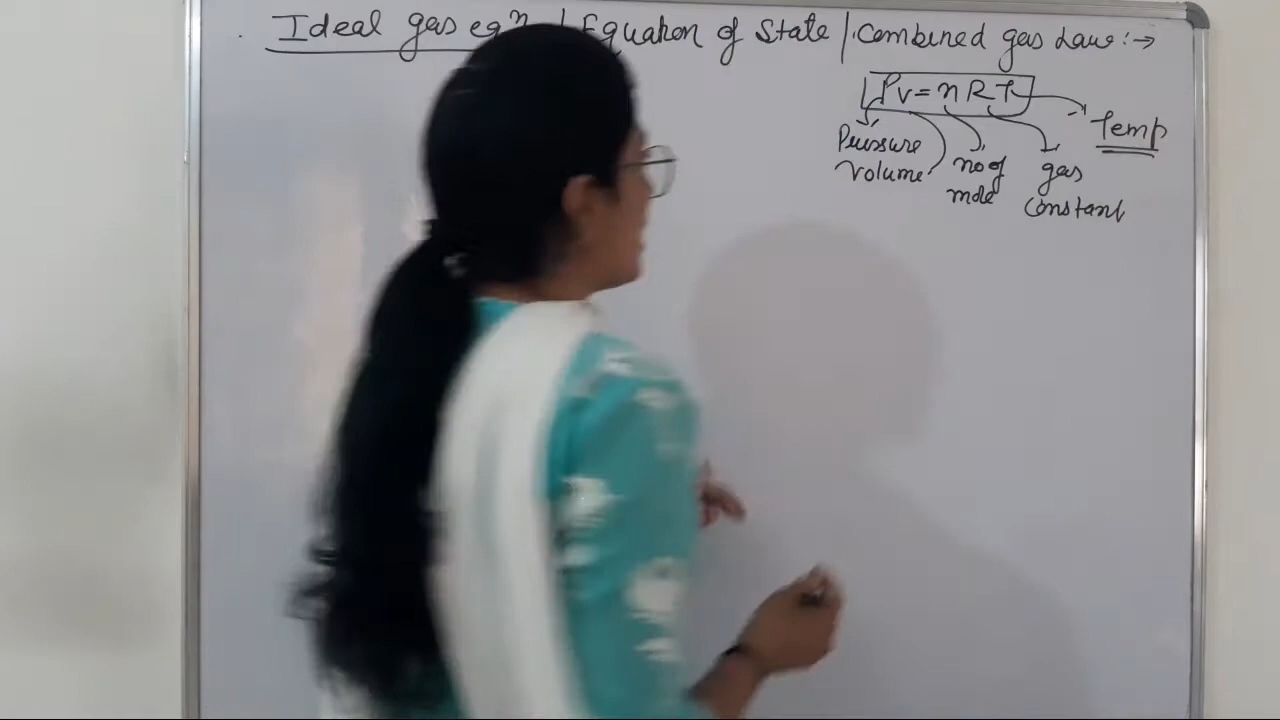 Ideal gas eqn | Equation of State | Combined gas Law :→
PV = nRT
Temp
Pressure
Volume
no of
mole
gas
constant